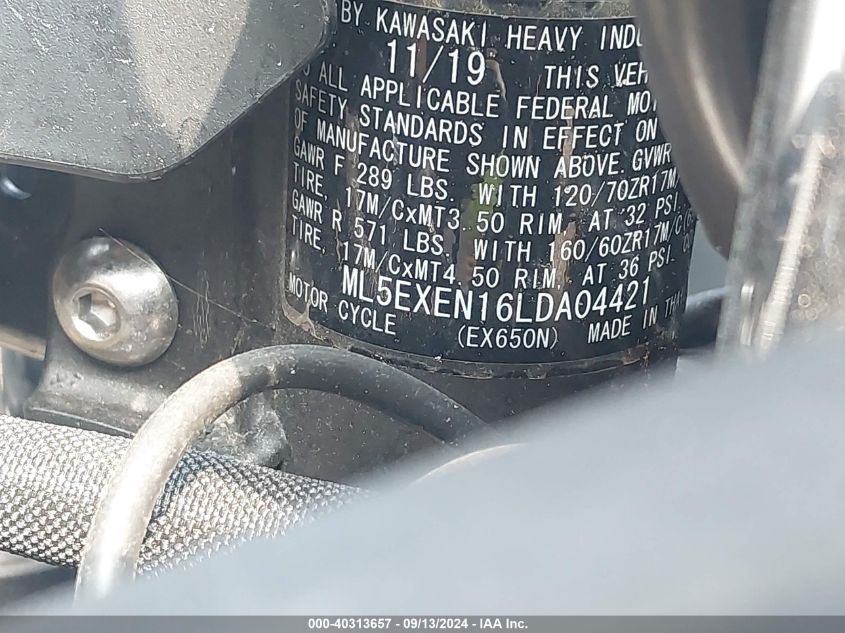 BY KAWASAKI HEAVY
11/19 THIS
ALL APPLICABLE FEDERAL
SAFETY STANDARDS IN EFFECT ON
OF MANUFACTURE SHOWN ABOVE. GVWR
GAWR F 289 LBS. WITH 120/70ZR17M
TIRE, 17M/CxMT3.50 RIM, AT 32 PSI.
GAWR R 571 LBS. WITH 160/60ZR17M/C
TIRE, 17M/CxMT4.50 RIM, AT 36 PSI.
ML5EXEN16LDA04421
MOTOR CYCLE (EX650N) MADE IN
000-40313657 - 09/13/2024 - IAA Inc.